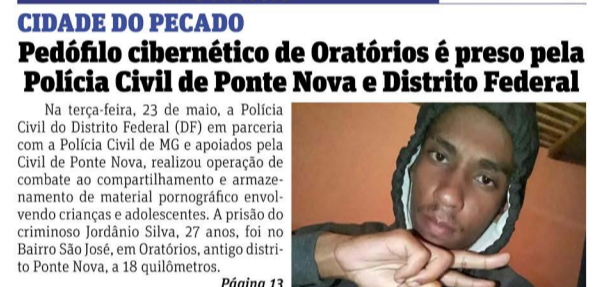 CIDADE DO PECADO
Pedófilo cibernético de Oratórios é preso pela
Polícia Civil de Ponte Nova e Distrito Federal
Na terça-feira, 23 de maio, a Polícia
Civil do Distrito Federal (DF) em parceria
com a Polícia Civil de MG e apoiados pela
Civil de Ponte Nova, realizou operação de
combate ao compartilhamento e armaze-
namento de material pornográfico envol-
vendo crianças e adolescentes. A prisão do
criminoso Jordânio Silva, 27 anos, foi no
Bairro São José, em Oratórios, antigo distri-
to Ponte Nova, a 18 quilômetros.
Página 13